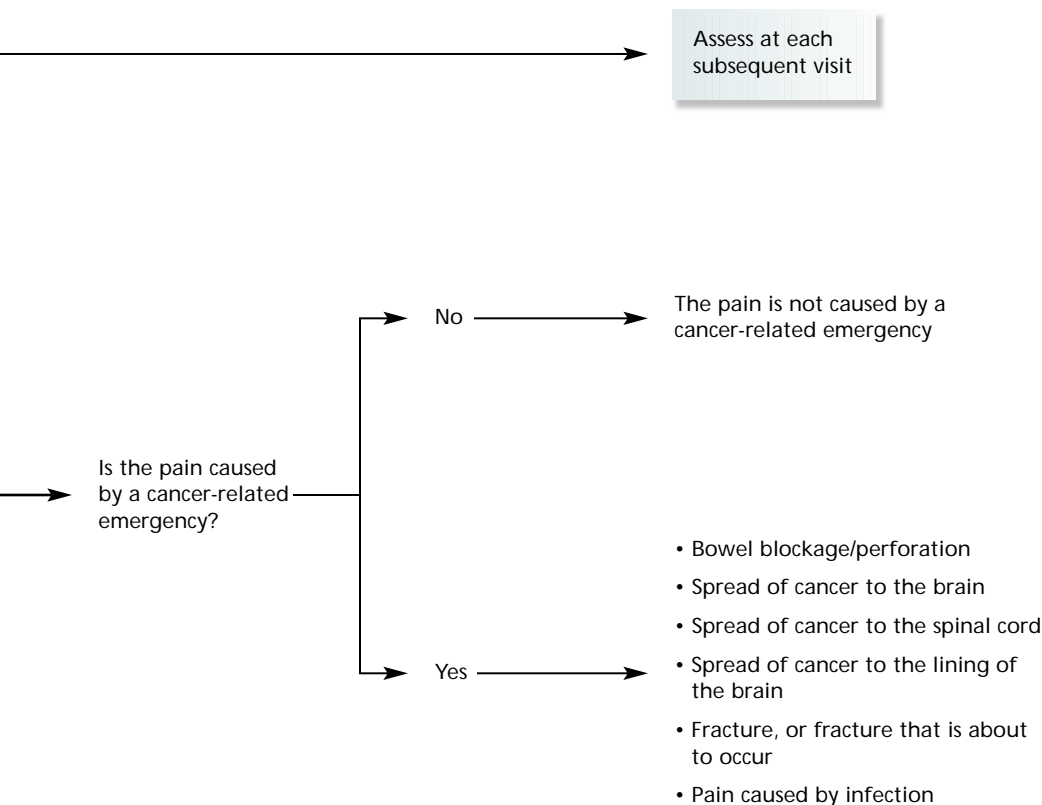 Assess at each
subsequent visit
No
The pain is not caused by a
cancer-related emergency
Is the pain caused
by a cancer-related
emergency?
Yes
• Bowel blockage/perforation
• Spread of cancer to the brain
• Spread of cancer to the spinal cord
• Spread of cancer to the lining of
the brain
• Fracture, or fracture that is about
to occur
• Pain caused by infection